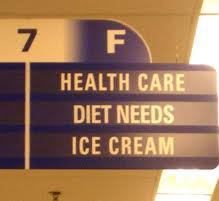 7 F
HEALTH CARE
DIET NEEDS
ICE CREAM